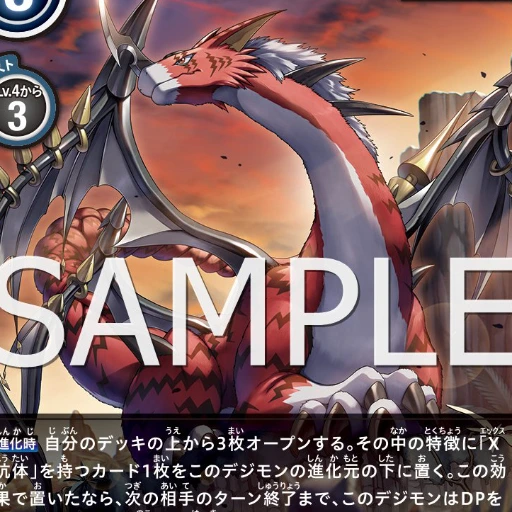 スト
Lv.4から
3
SAMPLE
進化時 自分のデッキの上から3枚オープンする。その中の特徴に「X
抗体」を持つカード1枚をこのデジモンの進化元の下に置く。この効
果で置いたなら、次の相手のターン終了まで、このデジモンはDPを